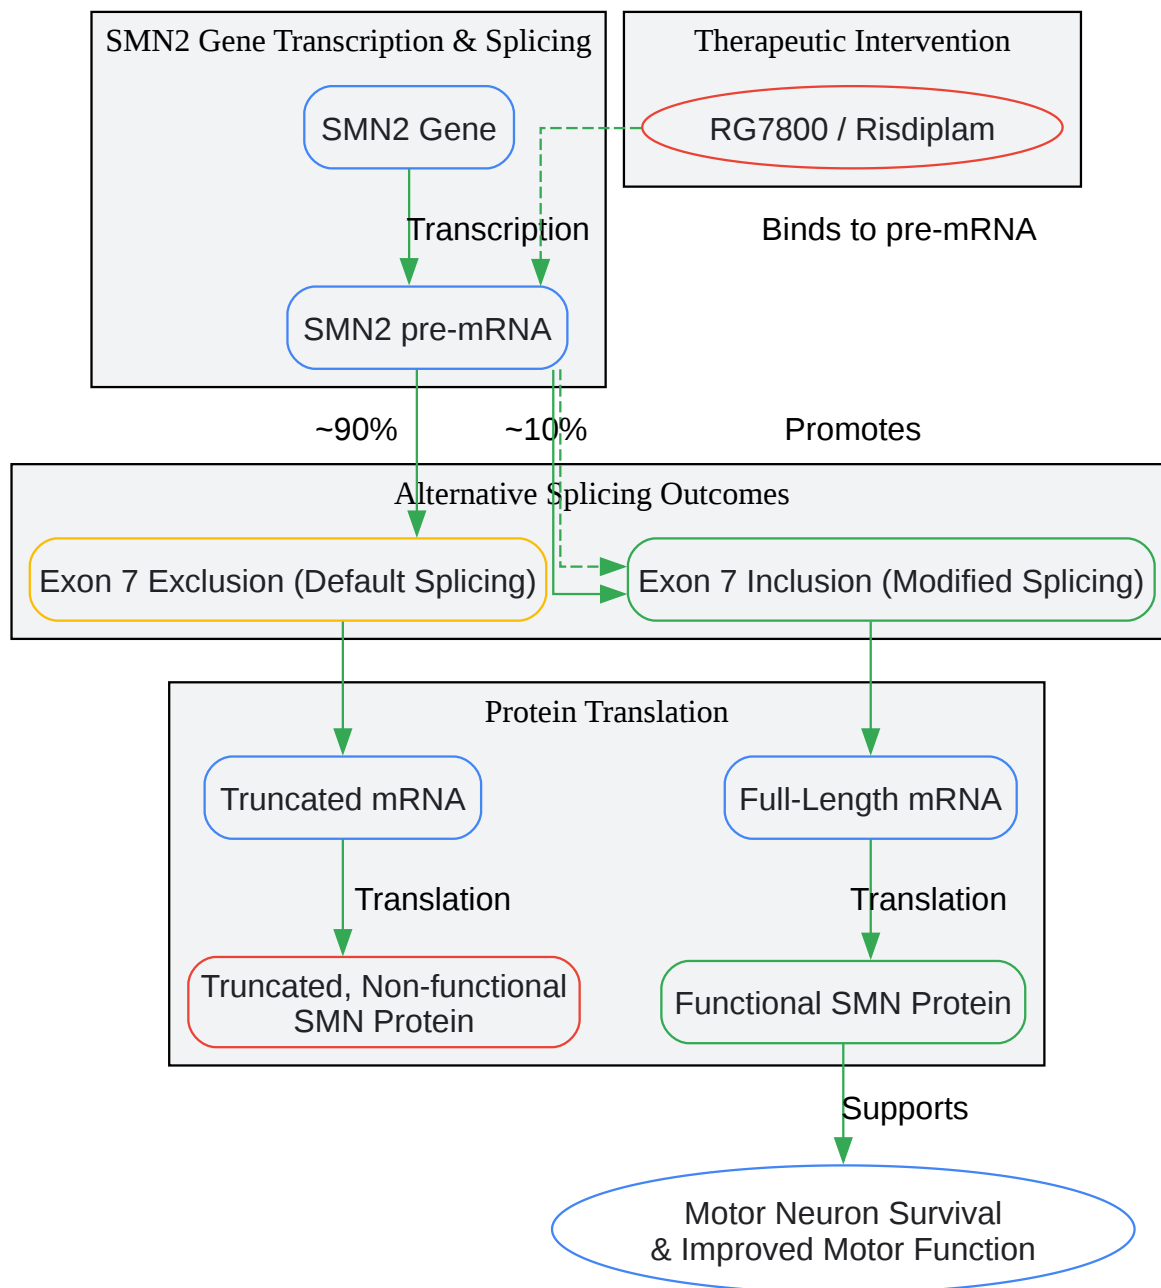 SMN2 Gene Transcription & Splicing
Therapeutic Intervention
SMN2 Gene
RG7800 / Risdiplam
Transcription
Binds to pre-mRNA
SMN2 pre-mRNA
~90%
~10%
Promotes
Alternative Splicing Outcomes
Exon 7 Exclusion (Default Splicing)
Exon 7 Inclusion (Modified Splicing)
Protein Translation
Truncated mRNA
Full-Length mRNA
Translation
Translation
Truncated, Non-functional
SMN Protein
Functional SMN Protein
Supports
Motor Neuron Survival
& Improved Motor Function